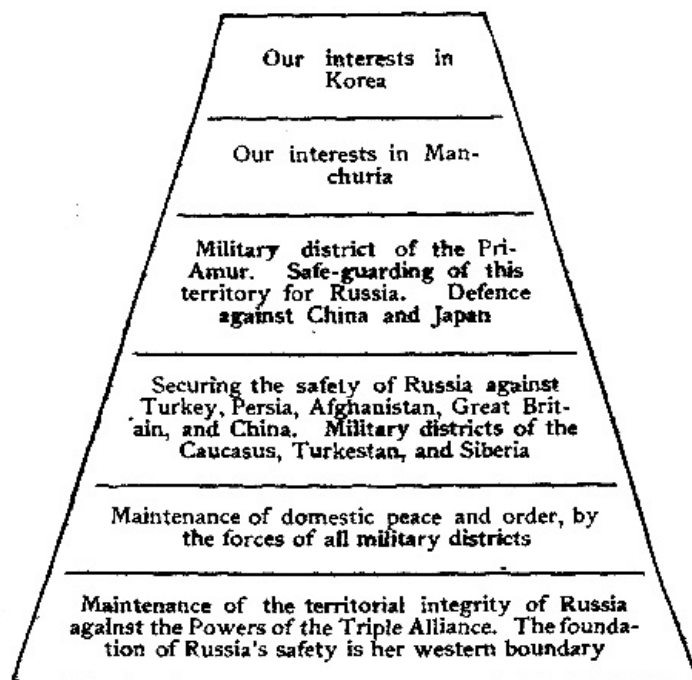 Our interests in
Korea
Our interests in Man-
churia
Military district of the Pri-
Amur. Safe-guarding of this
territory for Russia. Defence
against China and Japan
Securing the safety of Russia against
Turkey, Persia, Afghanistan, Great Brit-
ain, and China. Military districts of the
Caucasus, Turkestan, and Siberia
Maintenance of domestic peace and order, by
the forces of all military districts
Maintenance of the territorial integrity of Russia
against the Powers of the Triple Alliance. The founda-
tion of Russia's safety is her western boundary